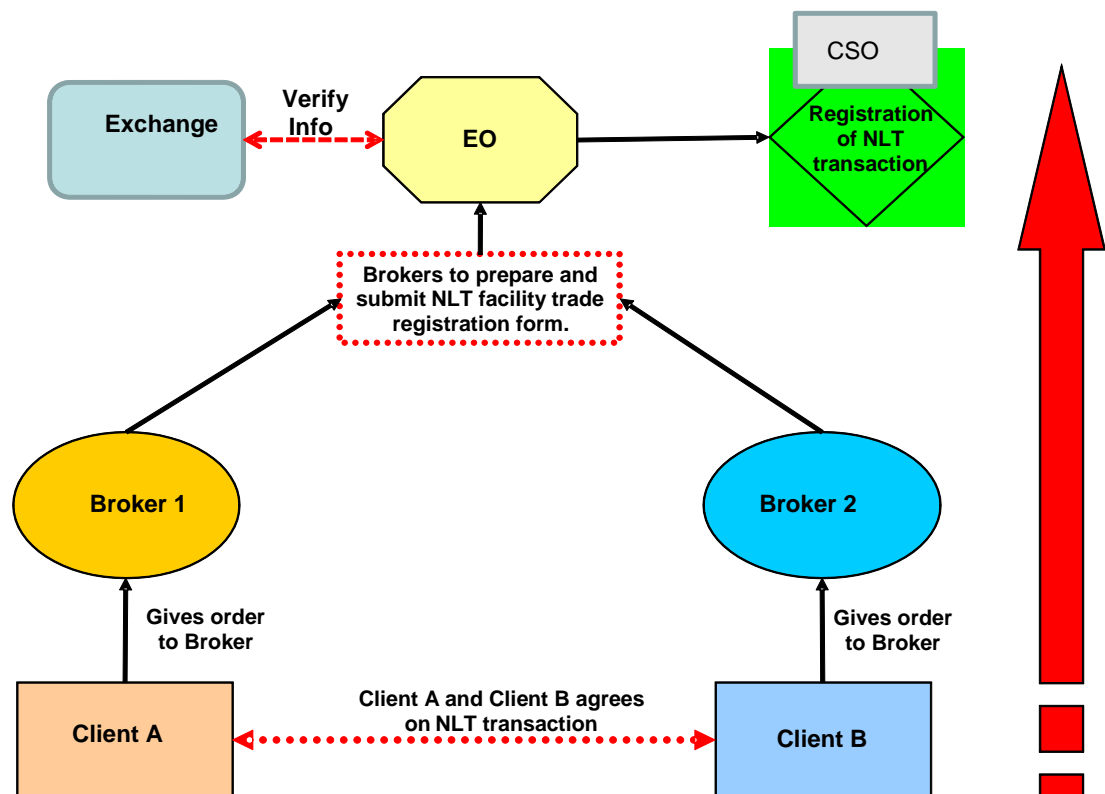 CSO
Verify
Info
Exchange
EO
Registration
of NLT
transaction
Brokers to prepare and
submit NLT facility trade
registration form.
Broker 1
Broker 2
Gives order
to Broker
Gives order
to Broker
Client A and Client B agrees
on NLT transaction
Client A
Client B